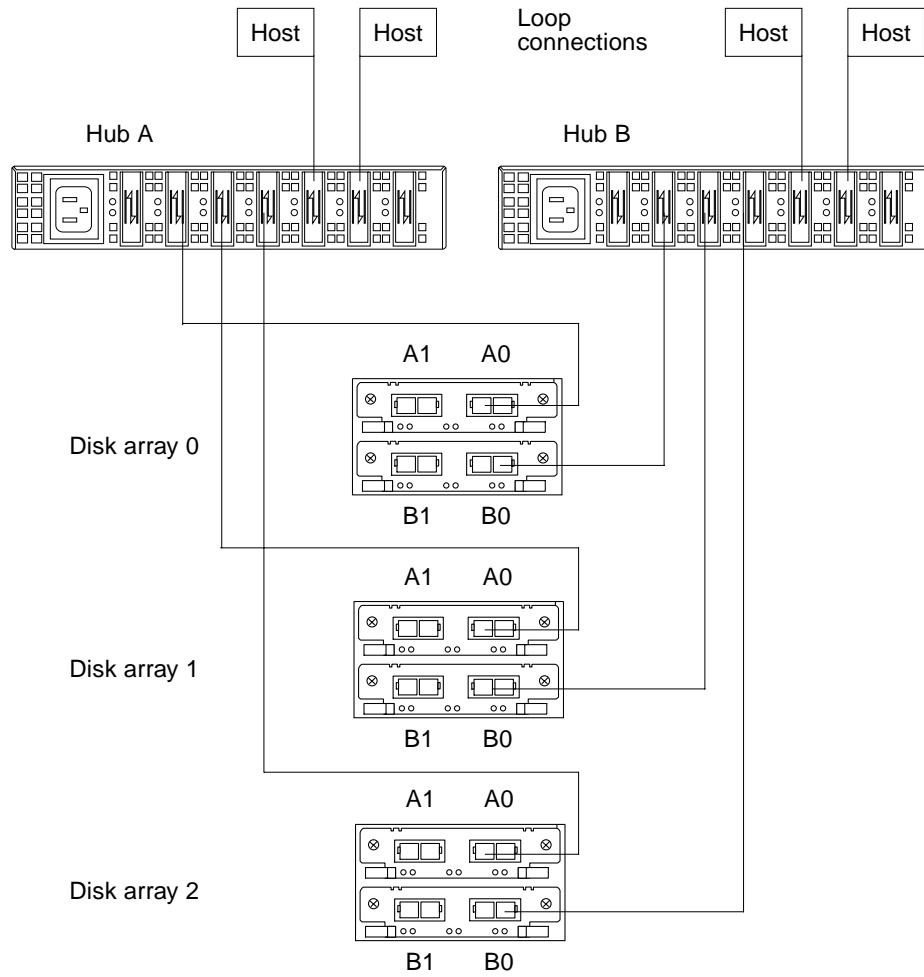 Host
Host
Loop
connections
Host
Host
Hub A
Hub B
A1 A0
Disk array 0
B1 B0
A1 A0
Disk array 1
B1 B0
A1 A0
Disk array 2
B1 B0